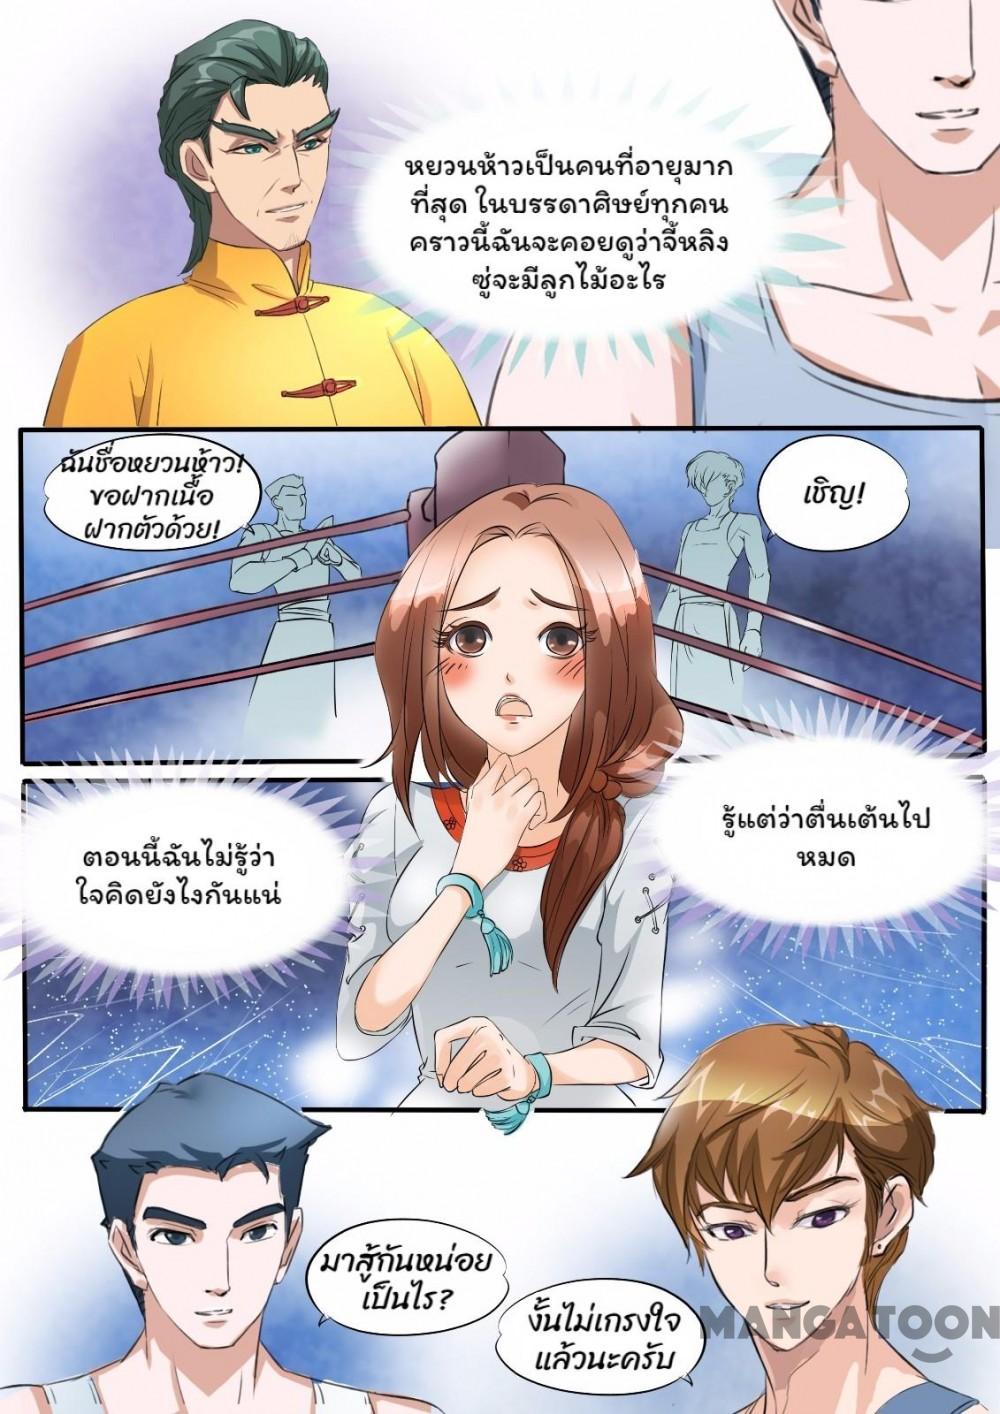 หยวนห้าวเป็นคนที่อายุมาก
ที่สุด ในบรรดาศิษย์ทุกคน
คราวนี้ฉันจะคอยดูว่าจี้หลิง
ซู่จะมีลูกไม้อะไร
ฉันชื่อหยวนห้าว!
ขอฝากเนื้อ
ฝากตัวด้วย!
เชิญ!
ตอนนี้ฉันไม่รู้ว่า
ใจคิดยังไงกันแน่
รู้แต่ว่าตื่นเต้นไป
หมด
มาสู้กันหน่อย
เป็นไร?
งั้นไม่เกรงใจ
แล้วนะครับ
MANGATOON